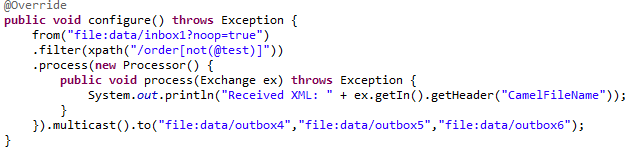 @Override
public void configure() throws Exception {
    from("file:data/inbox1?noop=true")
    .filter(xpath("/order[not(@test)]"))
    .process(new Processor() {
        public void process(Exchange ex) throws Exception {
            System.out.println("Received XML: " + ex.getIn().getHeader("CamelFileName"));
        }
    }).multicast().to("file:data/outbox4","file:data/outbox5","file:data/outbox6");
}